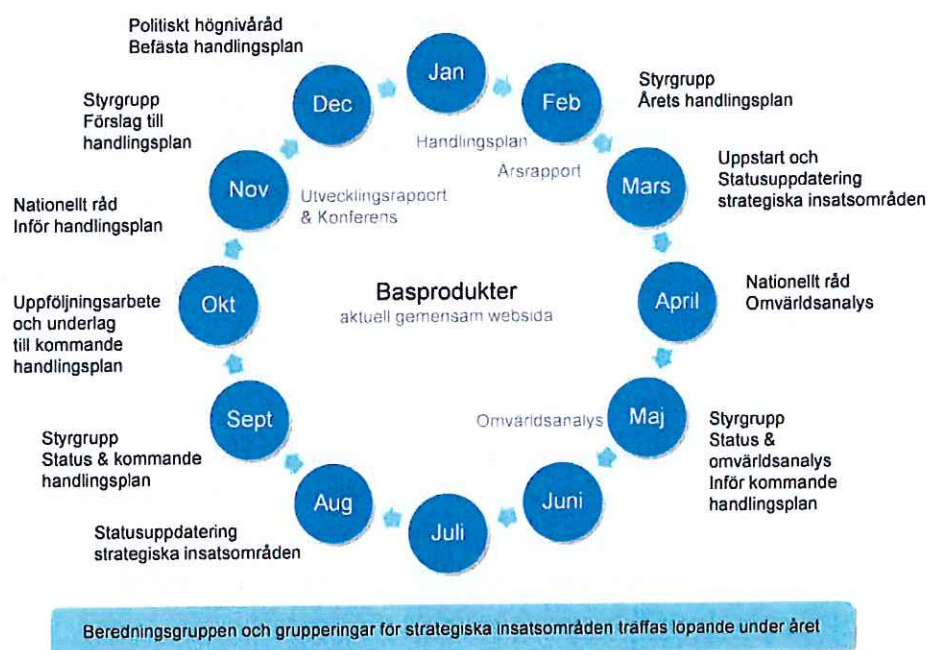 Politiskt högnivåråd
Befästa handlingsplan
Jan
Dec
Feb
Styrgrupp
Årets handlingsplan
Styrgrupp
Förslag till
handlingsplan
Handlingsplan
Årsrapport
Nov
Mars
Utvecklingsrapport
& Konferens
Uppstart och
Statusuppdatering
strategiska insatsområden
Nationellt råd
Inför handlingsplan
Okt
April
Basprodukter
aktuell gemensam websida
Nationellt råd
Omvärldsanalys
Uppföljningsarbete
och underlag
till kommande
handlingsplan
Sept
Maj
Omvärldsanalys
Styrgrupp
Status &
omvärldsanalys
Inför kommande
handlingsplan
Styrgrupp
Status & kommande
handlingsplan
Aug
Juni
Juli
Statusuppdatering
strategiska insatsområden
Beredningsgruppen och grupperingar för strategiska insatsområden träffas löpande under året